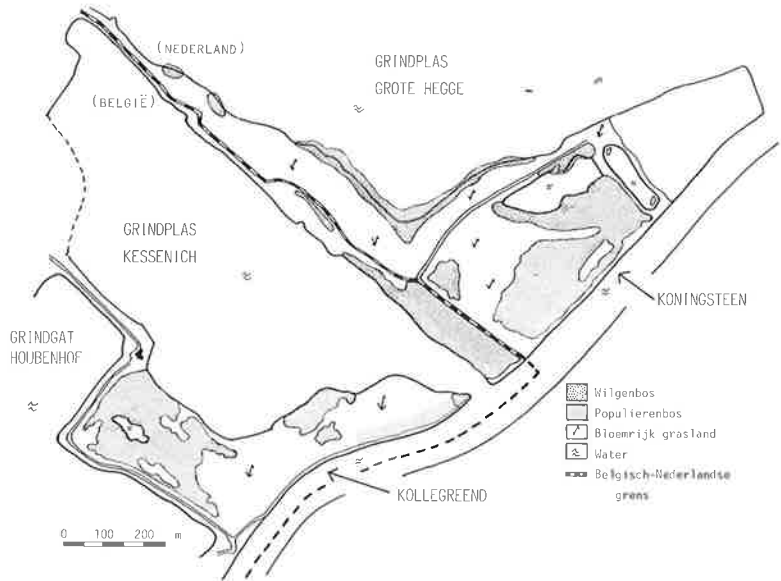 (NEDERLAND)
GRINDPLAS
GROTE HEGGE
(BELGIË)
GRINDPLAS
KESSENICH
KONINGSTEEN
GRINDGAT
HOUBENHOF
Wilgenbos
Populierenbos
Bloemrijk grasland
Water
Belgisch-Nederlandse
grens
KOLLEGREEND
0 100 200 m